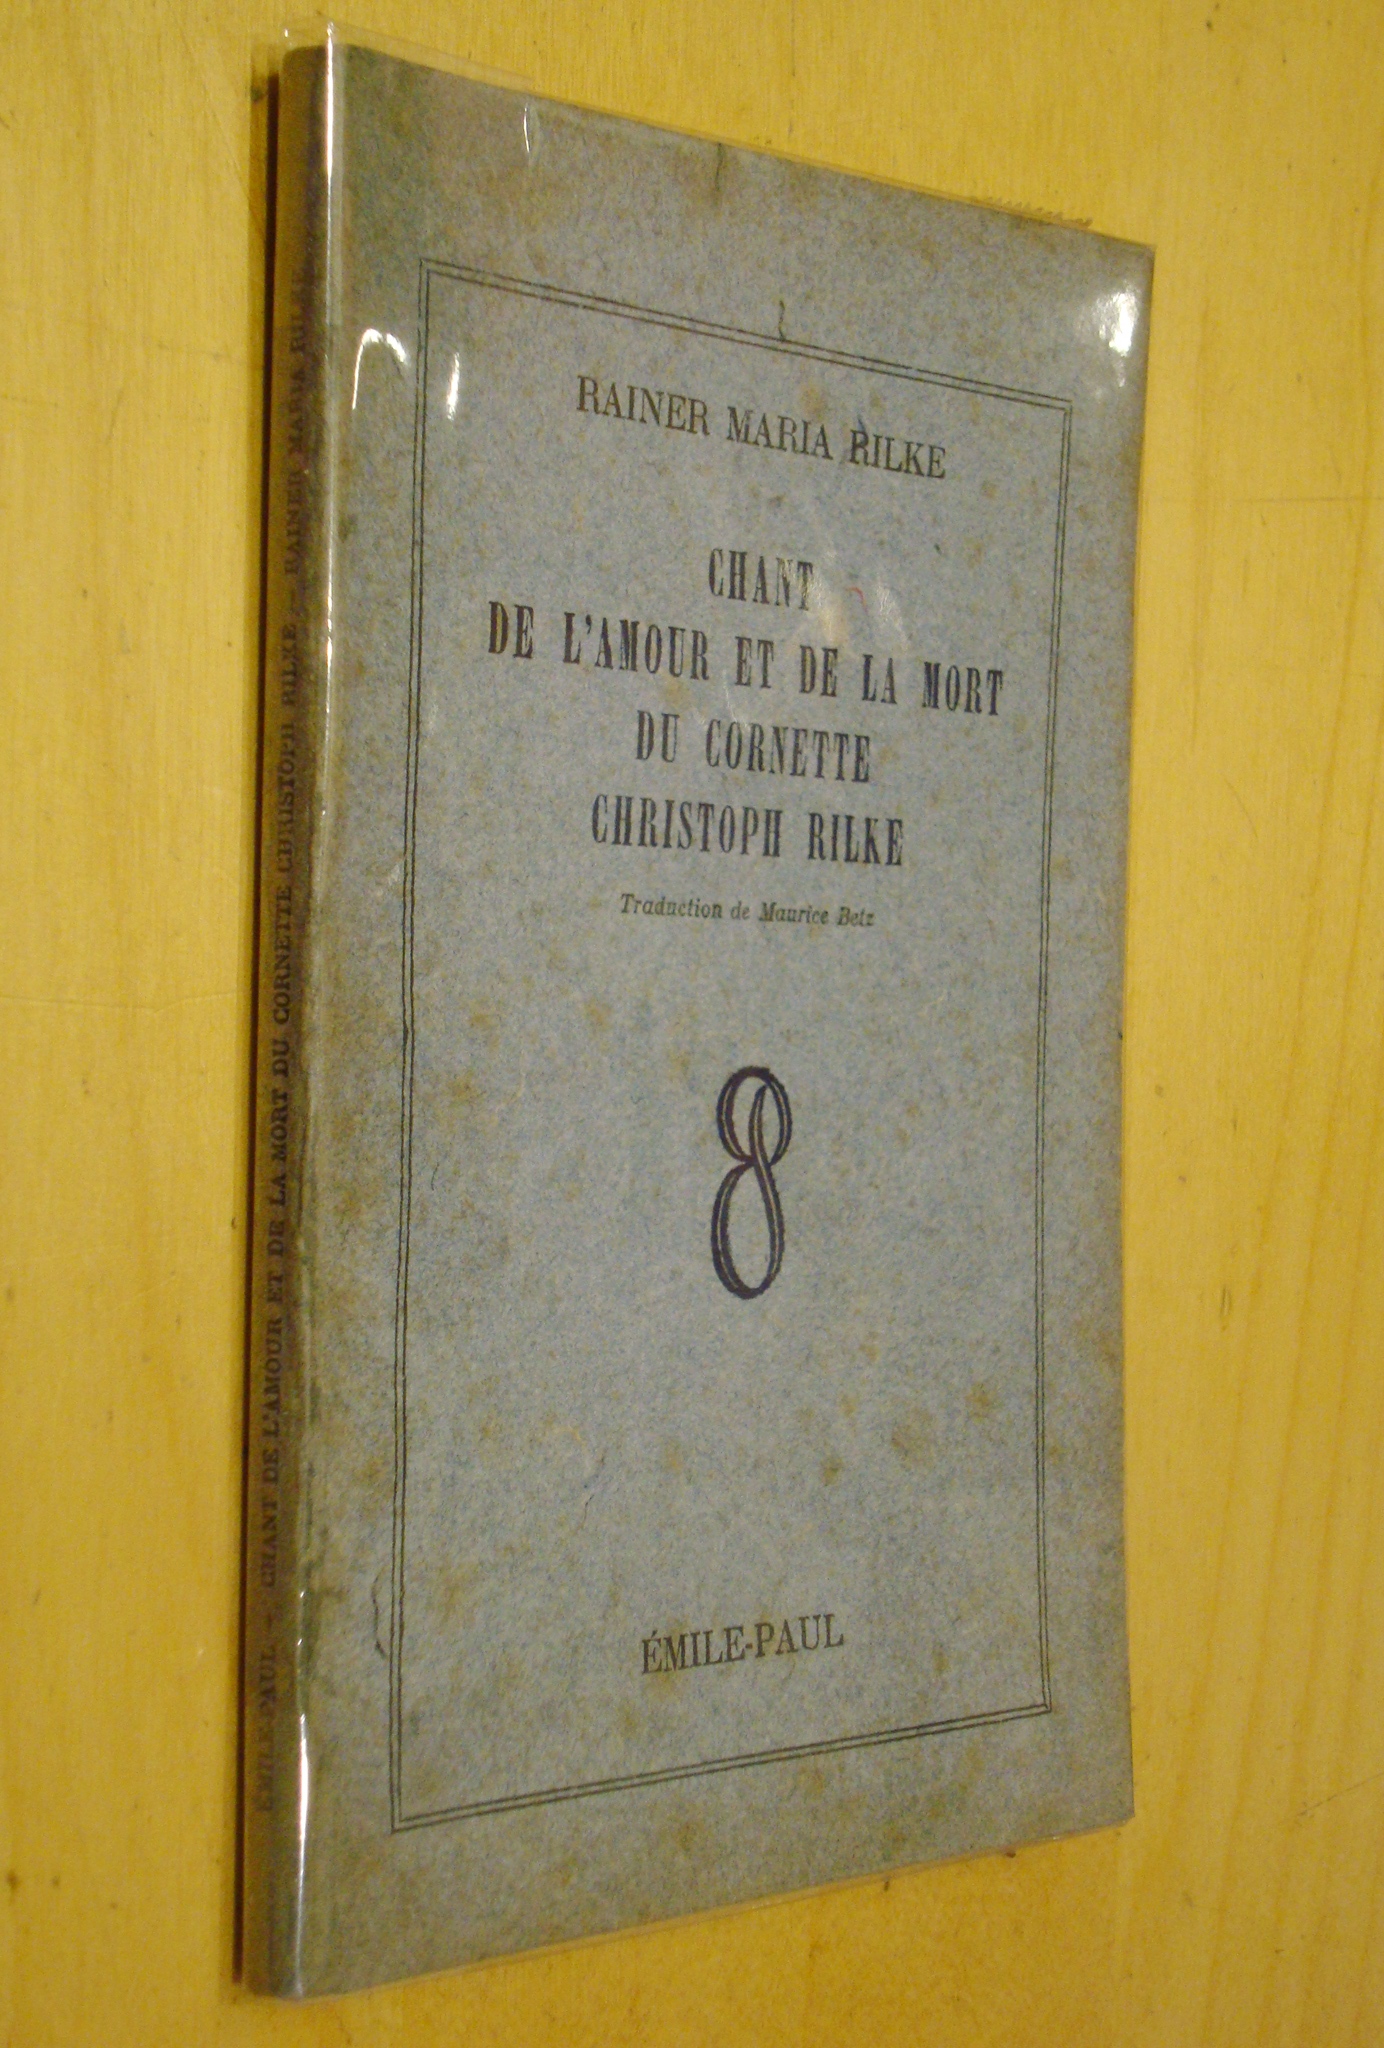 RAINER MARIA RILKE
CHANT
DE L'AMOUR ET DE LA MORT
DU CORNETTE
CHRISTOPH RILKE
Traduction de Maurice Betz
8
ÉMILE-PAUL
ÉMILE-PAUL - CHANT DE L'AMOUR ET DE LA MORT DU CORNETTE CHRISTOPH RILKE - RAINER MARIA RILKE